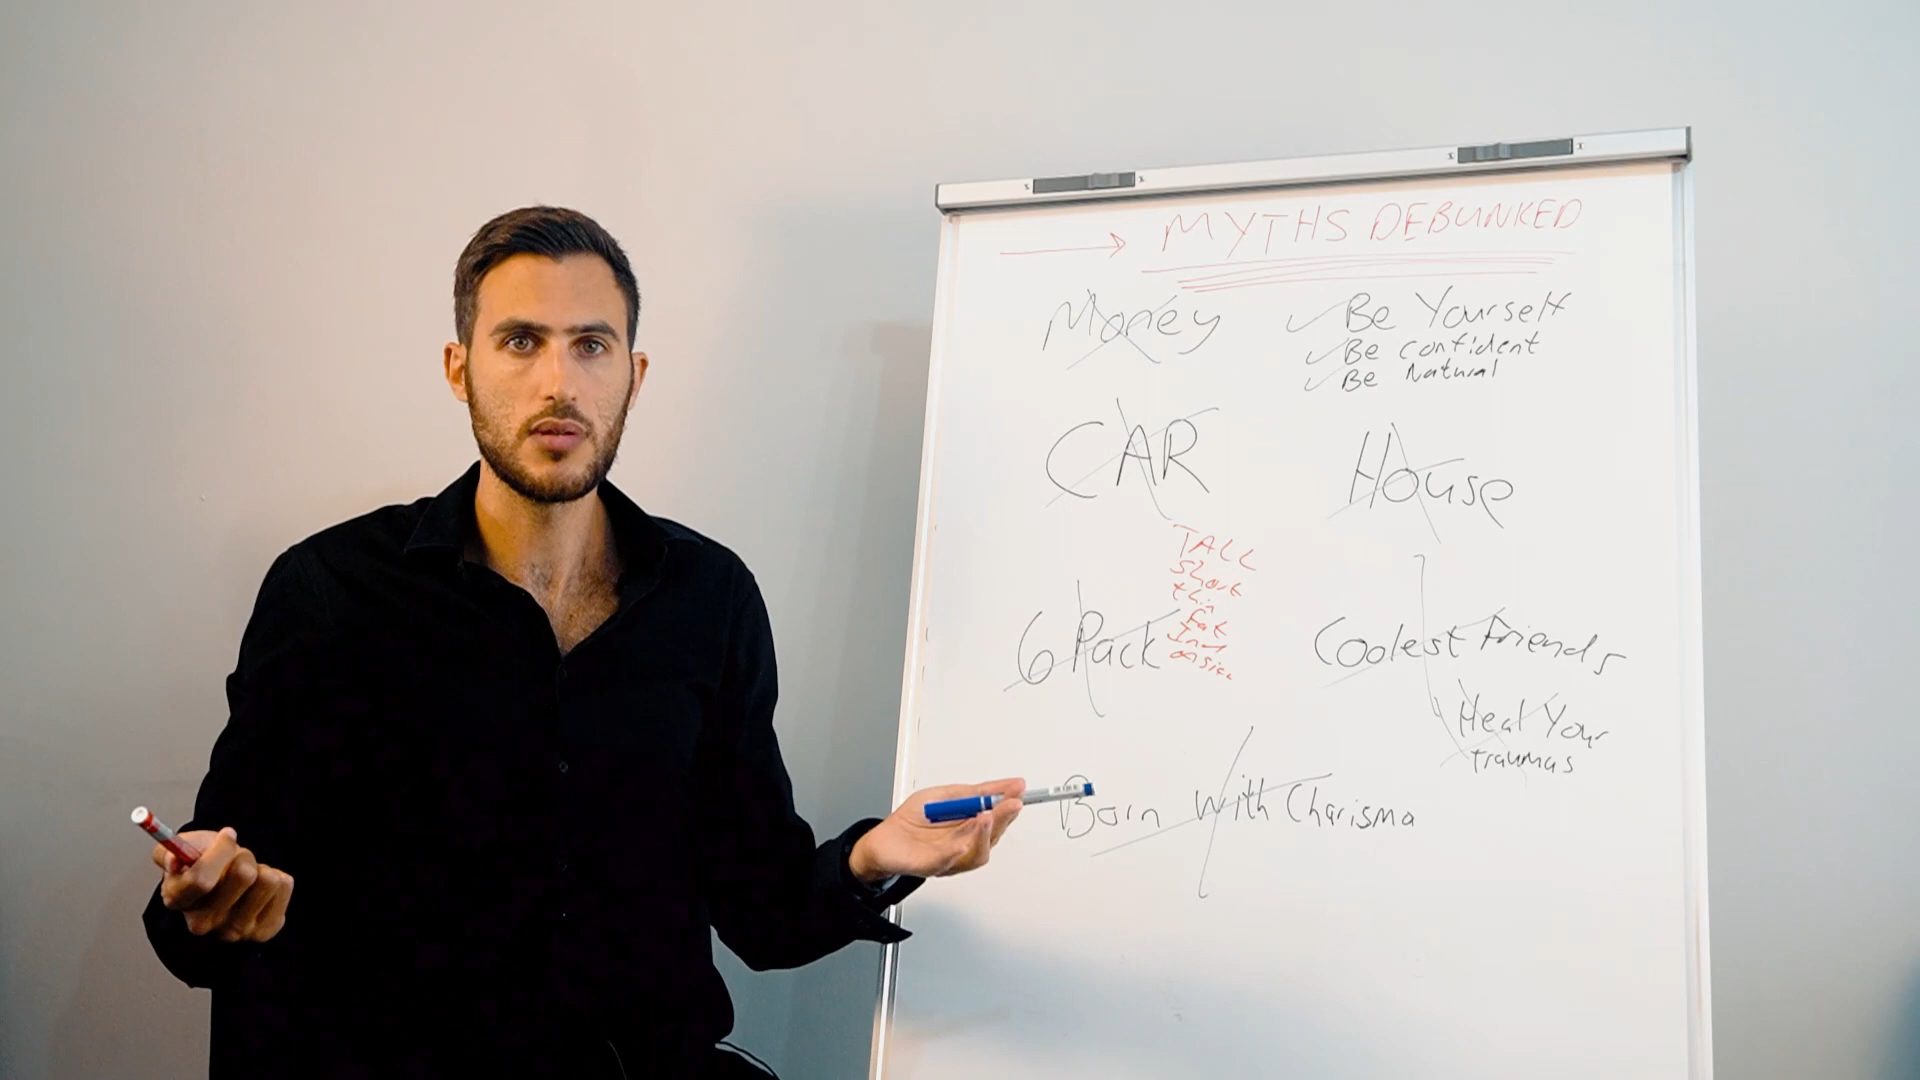 MYTHS DEBUNKED
Money
Be Yourself
Be confident
Be Natural
CAR
House
TALL
Short
thin
fat
6 Pack
Coolest Friends
Heal Your
traumas
Born with Charisma